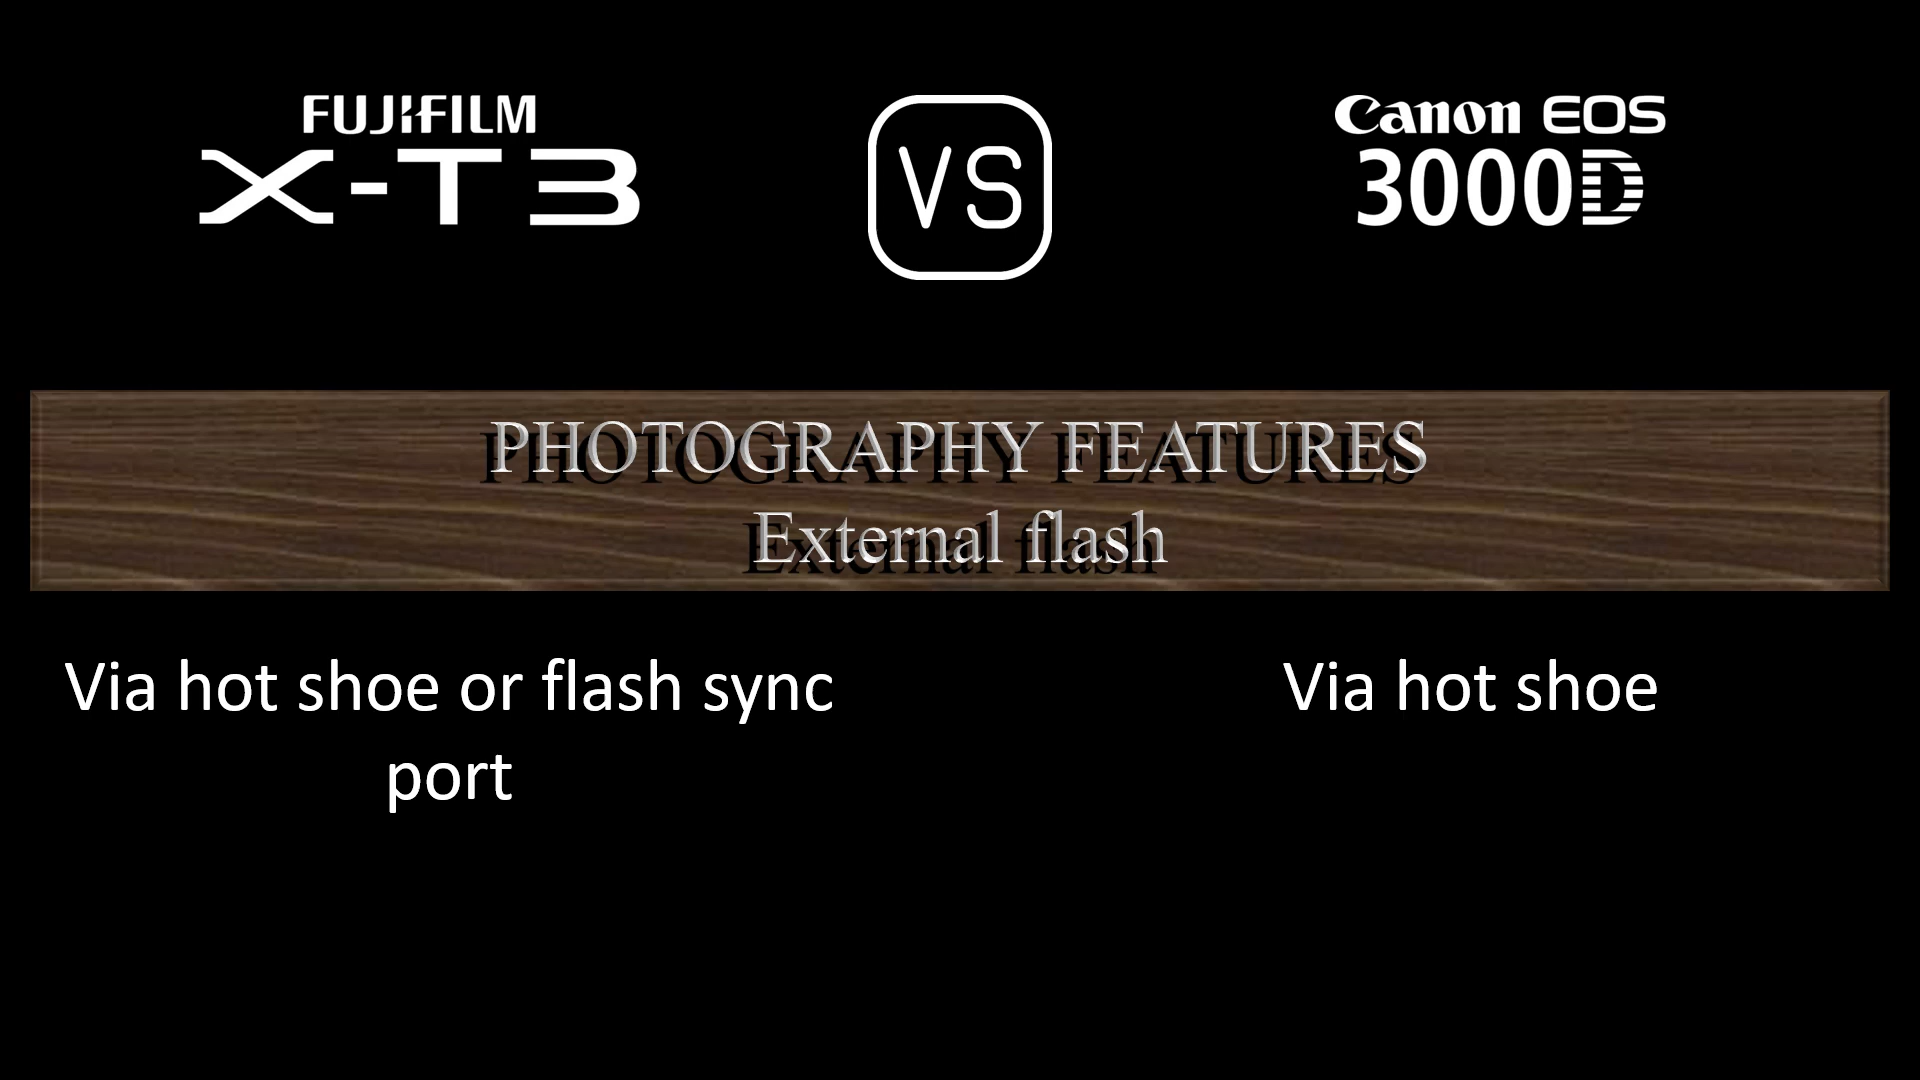 FUJIFILM
X-T3
VS
Canon EOS
3000D
PHOTOGRAPHY FEATURES
External flash
Via hot shoe or flash sync
port
Via hot shoe